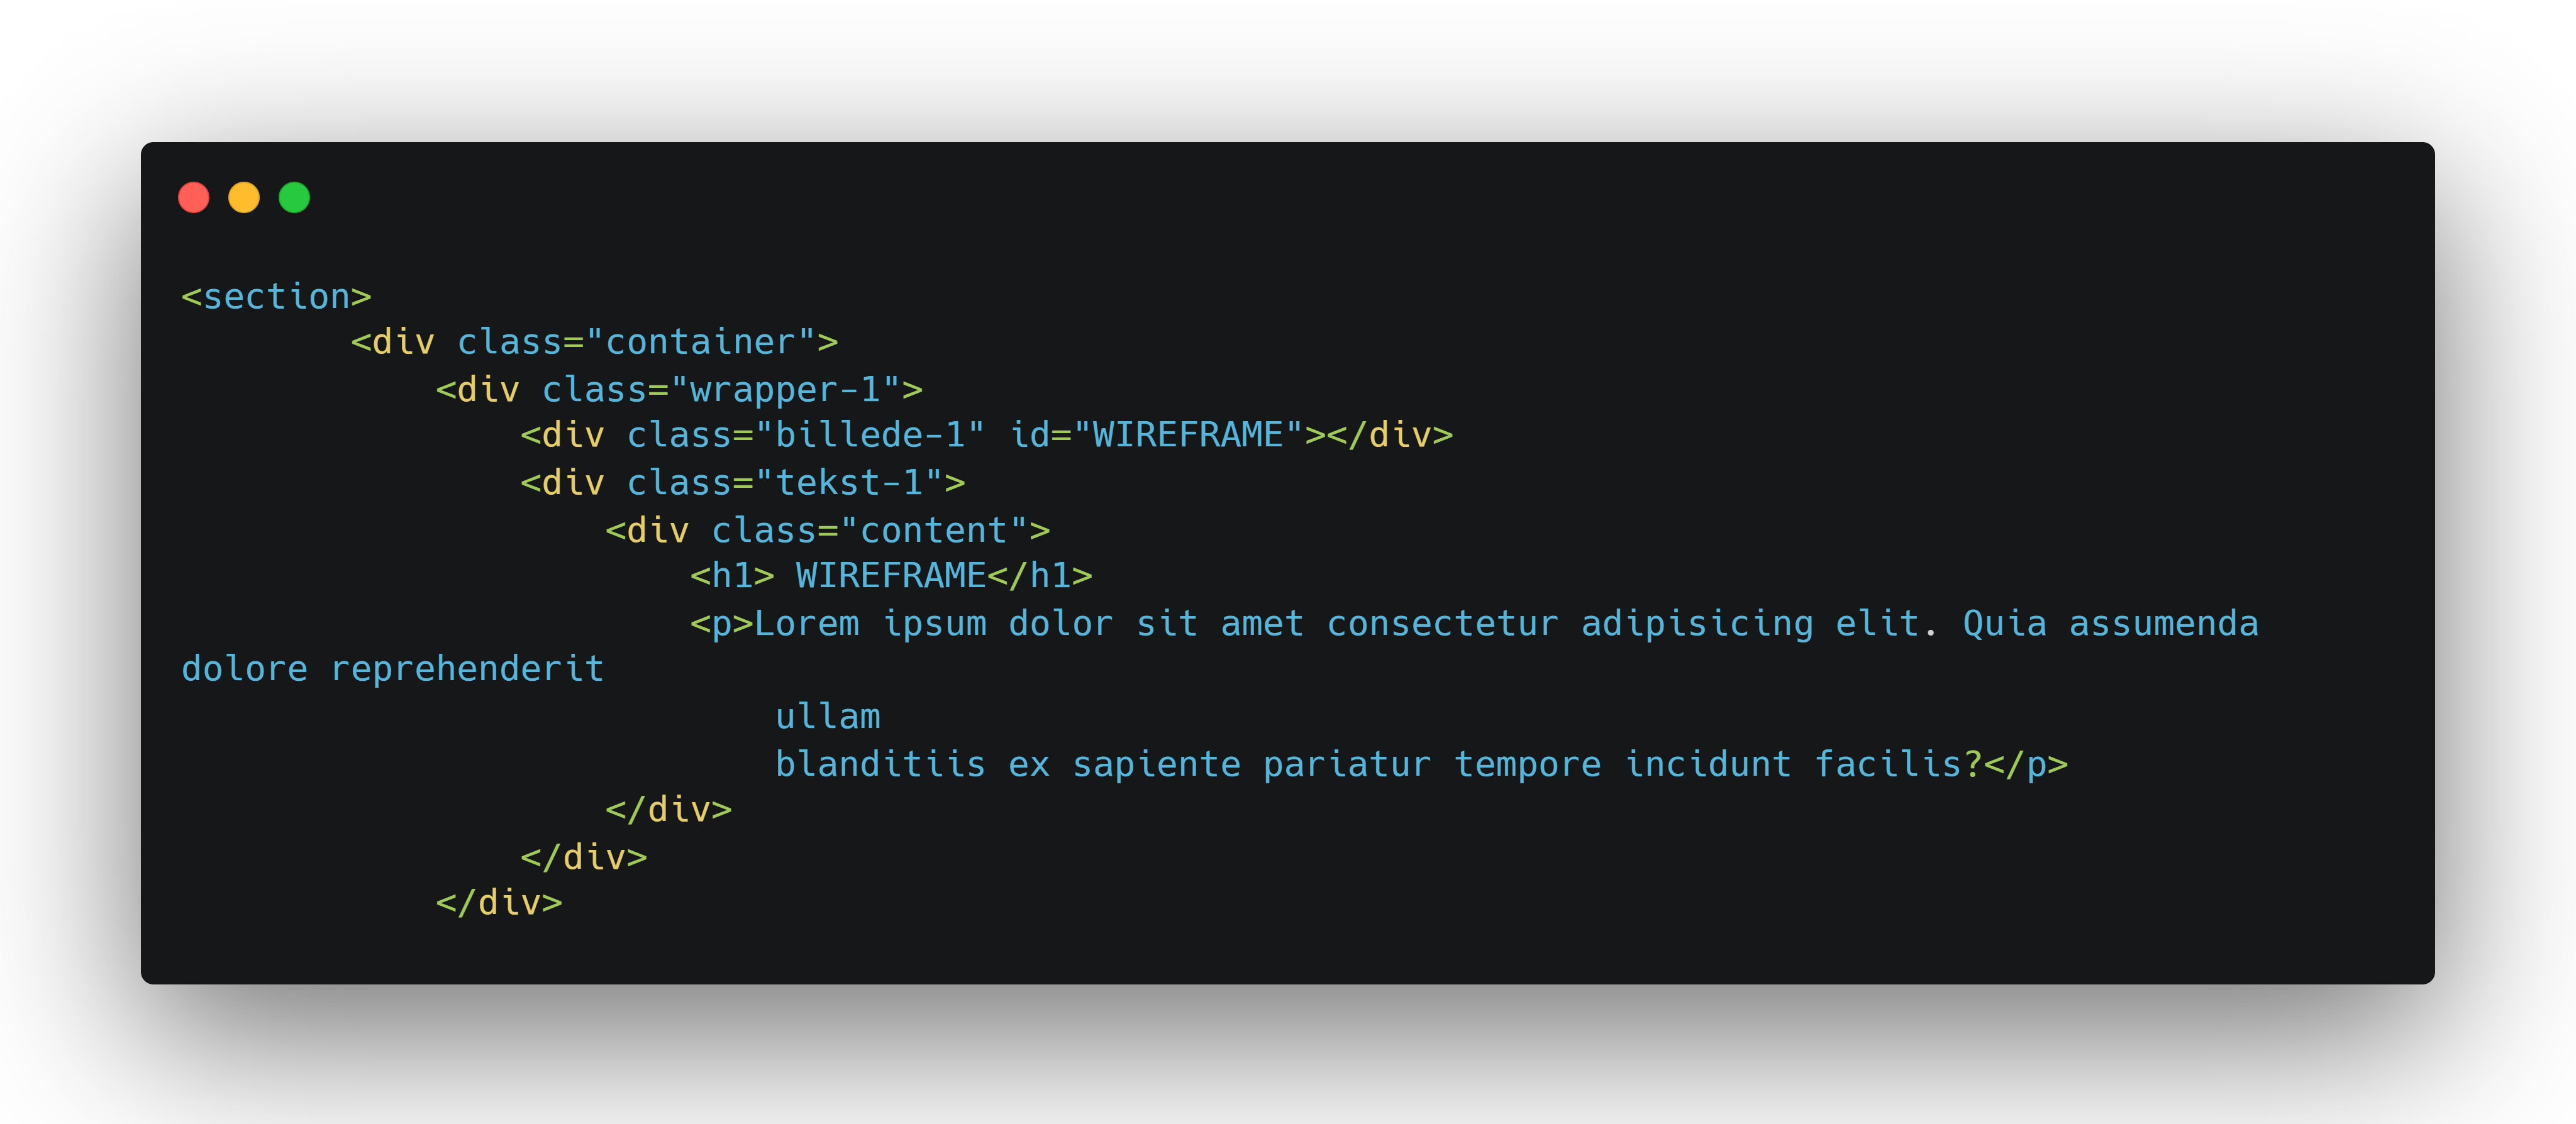 <section>
        <div class="container">
            <div class="wrapper-1">
                <div class="billede-1" id="WIREFRAME"></div>
                <div class="tekst-1">
                    <div class="content">
                        <h1> WIREFRAME</h1>
                        <p>Lorem ipsum dolor sit amet consectetur adipisicing elit. Quia assumenda
dolore reprehenderit
                            ullam
                            blanditiis ex sapiente pariatur tempore incidunt facilis?</p>
                    </div>
                </div>
            </div>